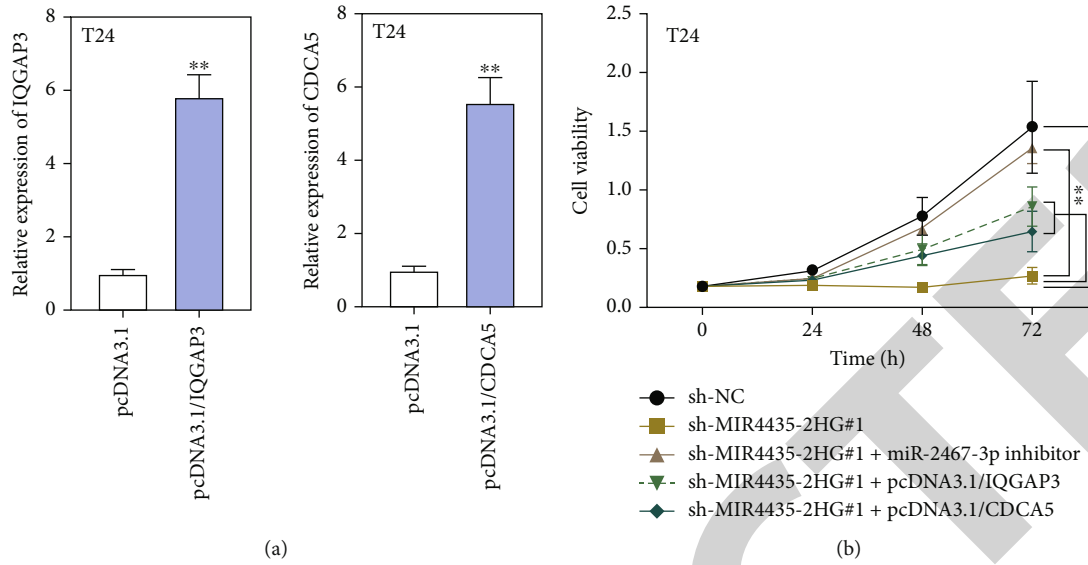 T24
Relative expression of IQGAP3
8
6
4
2
0
**
pcDNA3.1
pcDNA3.1/IQGAP3
T24
Relative expression of CDCA5
8
6
4
2
0
**
pcDNA3.1
pcDNA3.1/CDCA5
(a)
T24
Cell viability
2.5
2.0
1.5
1.0
0.5
0.0
0 24 48 72
Time (h)
**
sh-NC
sh-MIR4435-2HG#1
sh-MIR4435-2HG#1 + miR-2467-3p inhibitor
sh-MIR4435-2HG#1 + pcDNA3.1/IQGAP3
sh-MIR4435-2HG#1 + pcDNA3.1/CDCA5
(b)